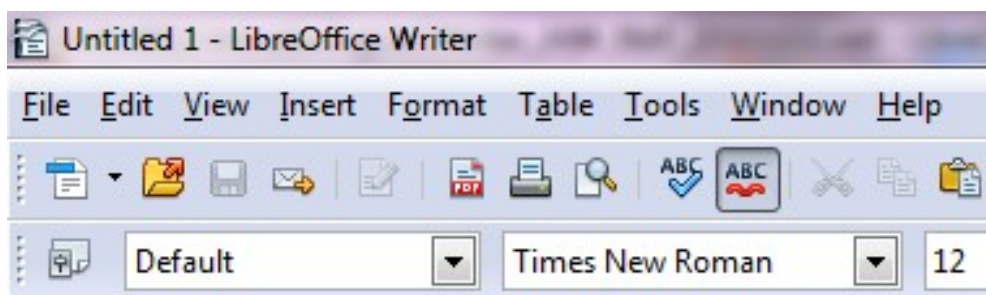 Untitled 1 - LibreOffice Writer
File Edit View Insert Format Table Tools Window Help
PDF ABC ABC
Default Times New Roman 12